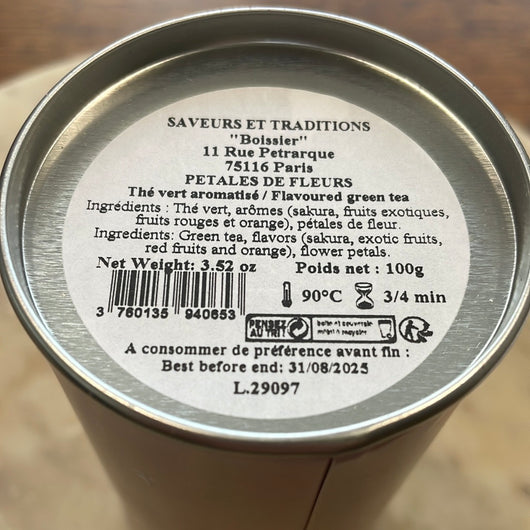 SAVEURS ET TRADITIONS
"Boissier"
11 Rue Petrarque
75116 Paris
PETALES DE FLEURS
Thé vert aromatisé / Flavoured green tea
Ingrédients : Thé vert, arômes (sakura, fruits exotiques,
fruits rouges et orange), pétales de fleur.
Ingredients: Green tea, flavors (sakura, exotic fruits,
red fruits and orange), flower petals.
Net Weight: 3.52 oz Poids net : 100g
3 760135 940653
90°C 3/4 min
PENSEZ
AU TRI
A consommer de préférence avant fin :
Best before end: 31/08/2025
L.29097